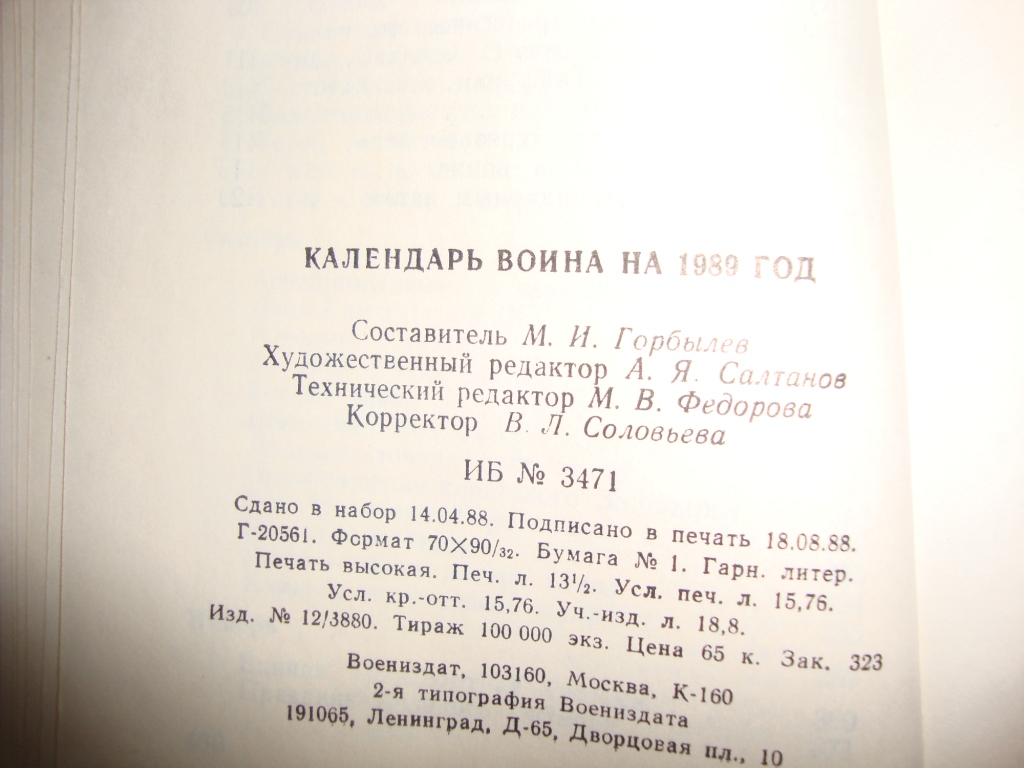 КАЛЕНДАРЬ ВОИНА НА 1989 ГОД
Составитель М. И. Горбылев
Художественный редактор А. Я. Салтанов
Технический редактор М. В. Федорова
Корректор В. Л. Соловьева
ИБ № 3471
Сдано в набор 14.04.88. Подписано в печать 18.08.88.
Г-20561. Формат 70×90/32. Бумага № 1. Гарн. литер.
Печать высокая. Печ. л. 13¹/₂. Усл. печ. л. 15,76.
Усл. кр.-отт. 15,76. Уч.-изд. л. 18,8.
Изд. № 12/3880. Тираж 100 000 экз. Цена 65 к. Зак. 323
Воениздат, 103160, Москва, К-160
2-я типография Воениздата
191065, Ленинград, Д-65, Дворцовая пл., 10